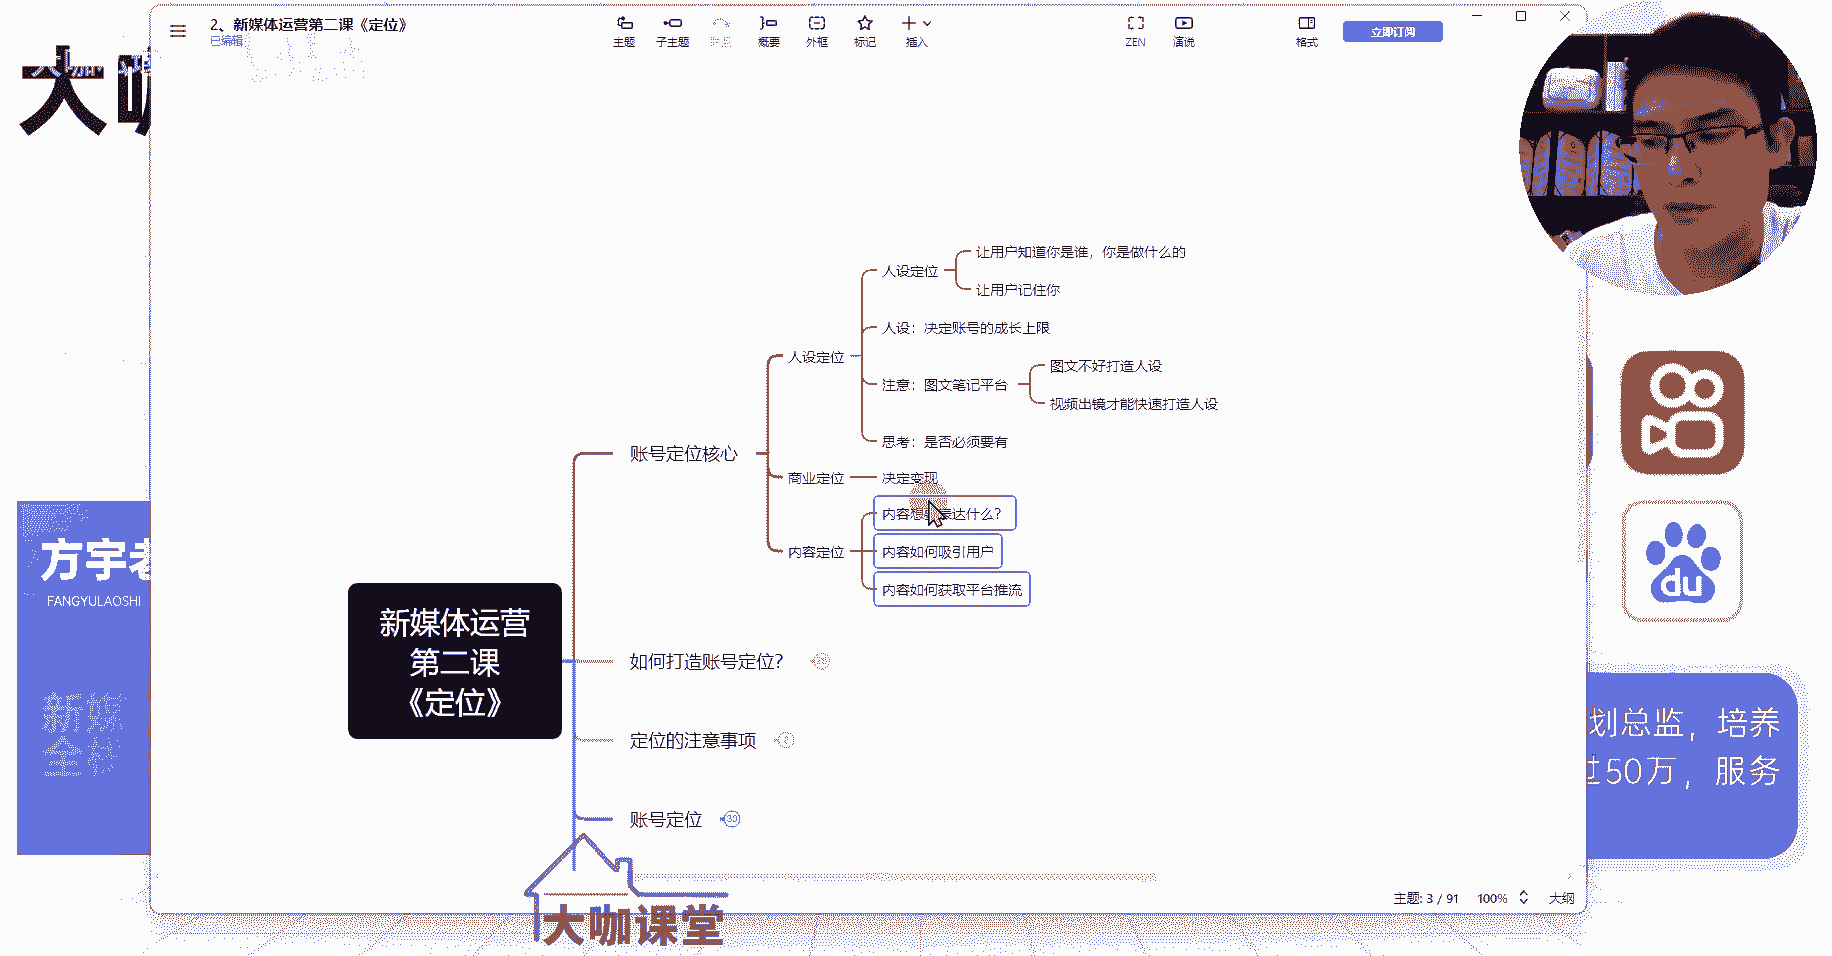 2、新媒体运营第二课《定位》
已编辑
主题
子主题
概要
外框
标记
插入
ZEN
演说
格式
立即订阅
大咖
让用户知道你是谁，你是做什么的
人设定位
让用户记住你
人设：决定账号的成长上限
人设定位
图文不好打造人设
注意：图文笔记平台
视频出镜才能快速打造人设
思考：是否必须要有
账号定位核心
商业定位
决定变现
内容想要表达什么？
内容定位
内容如何吸引用户
内容如何获取平台推流
方宇老
FANGYULAOSHI
du
新媒体运营
第二课
《定位》
如何打造账号定位？
定位的注意事项
账号定位
30
新媒
全栈
划总监，培养
过50万，服务
主题: 3 / 91
100%
大纲
大咖课堂